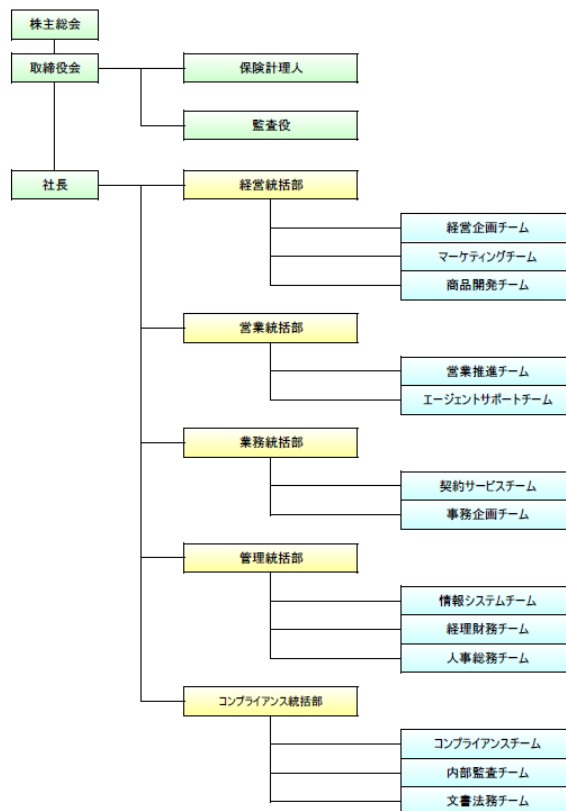 株主総会
取締役会
保険計理人
監査役
社長
経営統括部
経営企画チーム
マーケティングチーム
商品開発チーム
営業統括部
営業推進チーム
エージェントサポートチーム
業務統括部
契約サービスチーム
事務企画チーム
管理統括部
情報システムチーム
経理財務チーム
人事総務チーム
コンプライアンス統括部
コンプライアンスチーム
内部監査チーム
文書法務チーム